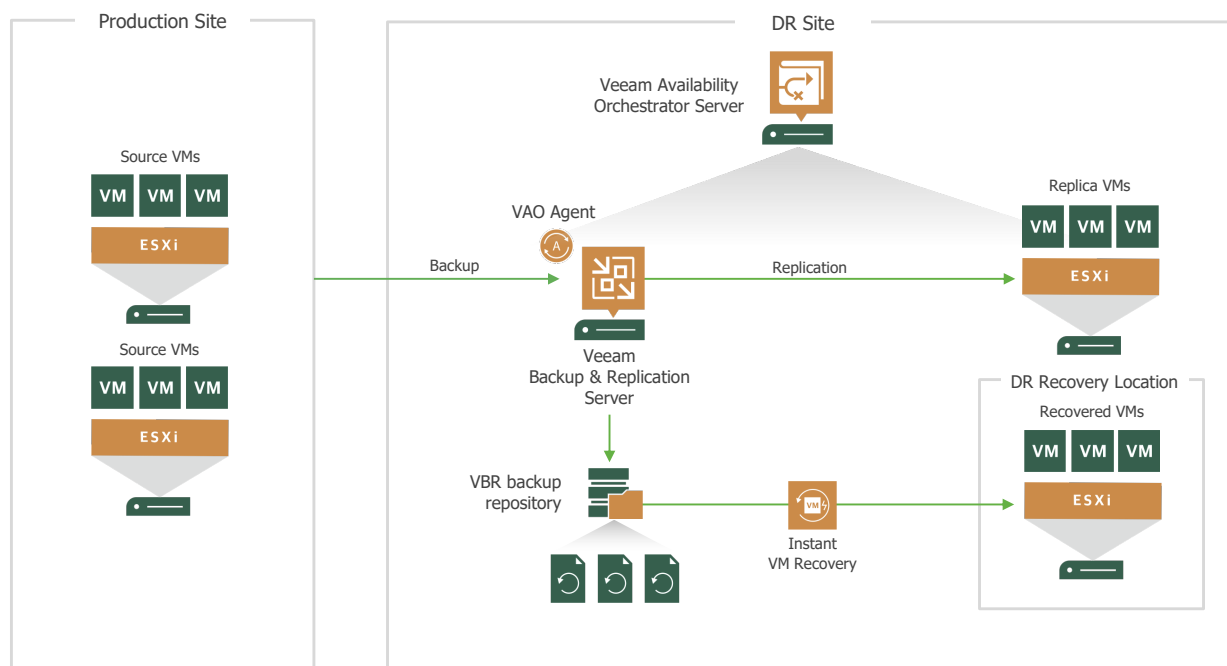 Production Site
DR Site
Veeam Availability
Orchestrator Server
Source VMs
VM VM VM
ESXi
Source VMs
VM VM VM
ESXi
Backup
VAO Agent
A
Replication
Veeam
Backup & Replication
Server
Replica VMs
VM VM VM
ESXi
VBR backup
repository
VM
Instant
VM Recovery
DR Recovery Location
Recovered VMs
VM VM VM
ESXi